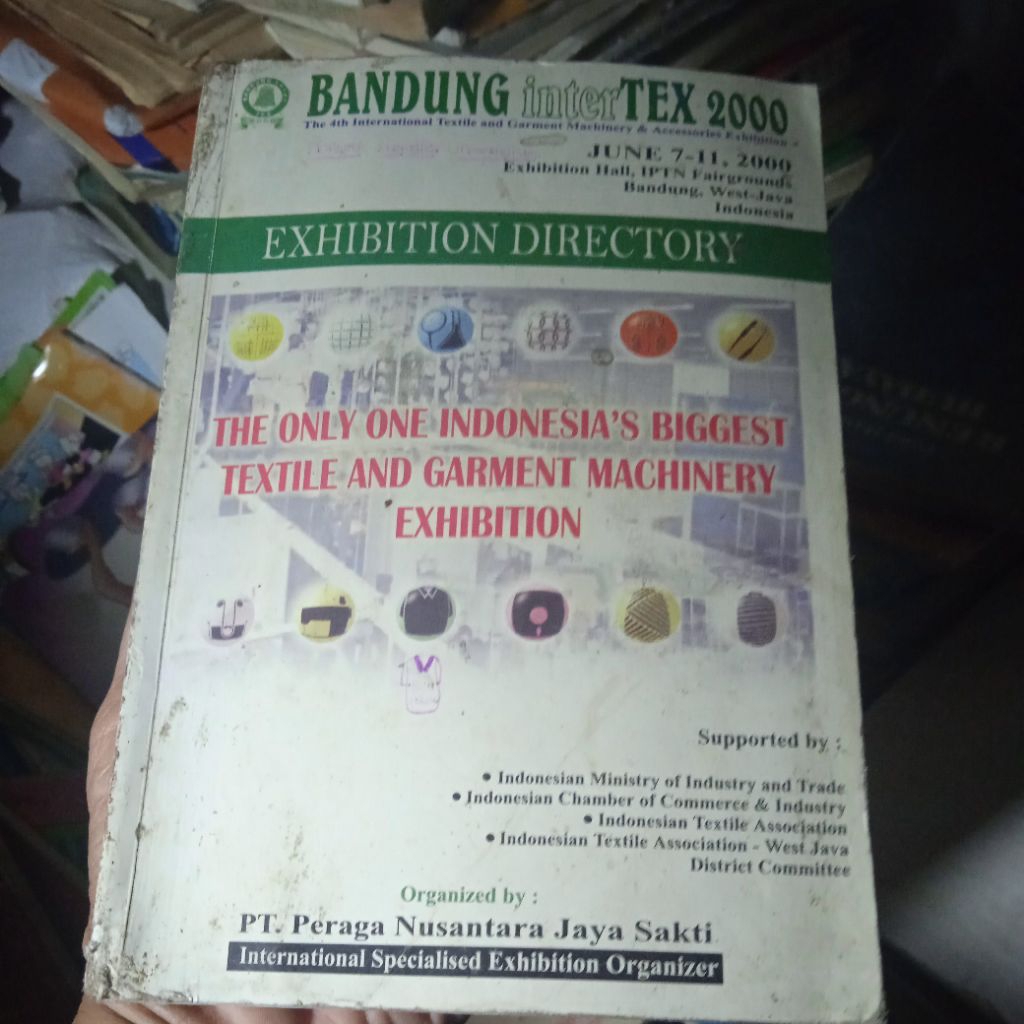 BANDUNG interTEX 2000
The 4th International Textile and Garment Machinery & Accessories Exhibition
JUNE 7-11, 2000
Exhibition Hall, IPTN Fairgrounds
Bandung, West-Java
Indonesia
EXHIBITION DIRECTORY
THE ONLY ONE INDONESIA'S BIGGEST
TEXTILE AND GARMENT MACHINERY
EXHIBITION
Supported by :
• Indonesian Ministry of Industry and Trade
• Indonesian Chamber of Commerce & Industry
• Indonesian Textile Association
• Indonesian Textile Association - West Java
District Committee
Organized by :
PT. Peraga Nusantara Jaya Sakti
International Specialised Exhibition Organizer